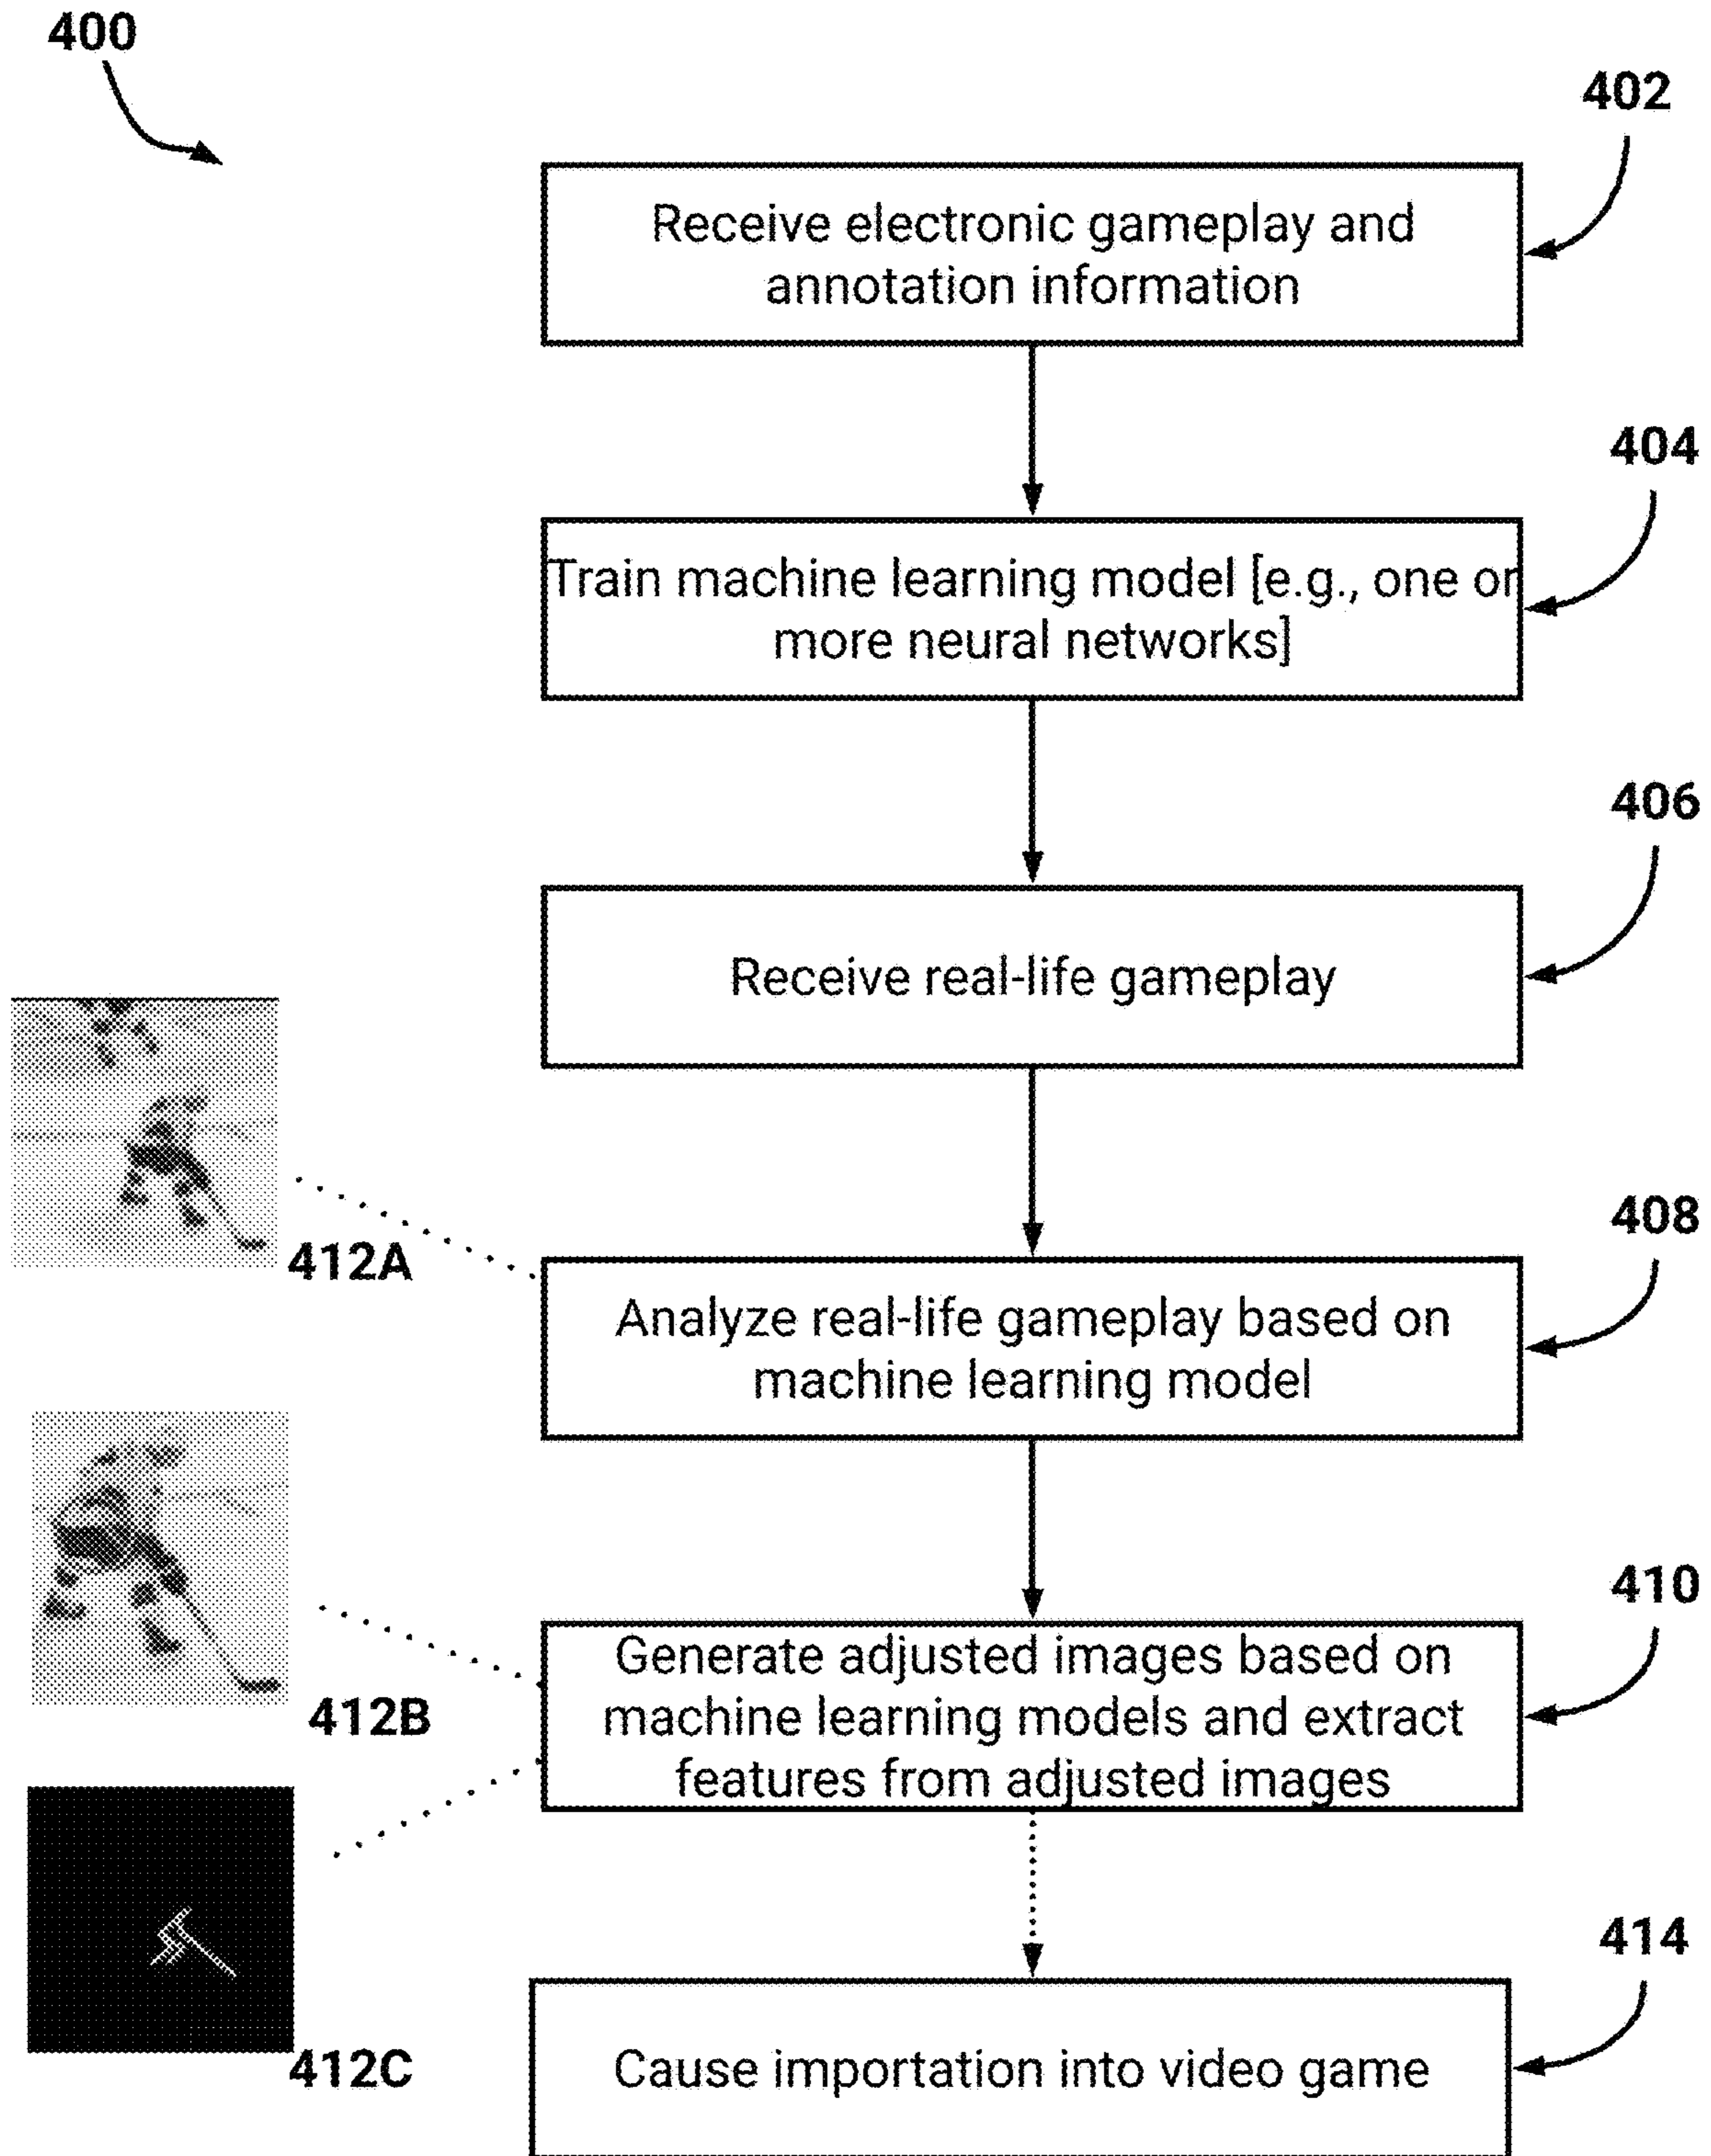 400
402
Receive electronic gameplay and
annotation information
404
Train machine learning model [e.g., one or
more neural networks]
406
Receive real-life gameplay
408
412A
Analyze real-life gameplay based on
machine learning model
410
Generate adjusted images based on
machine learning models and extract
features from adjusted images
412B
414
Cause importation into video game
412C